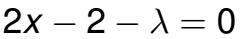 2x − 2 − λ = 0